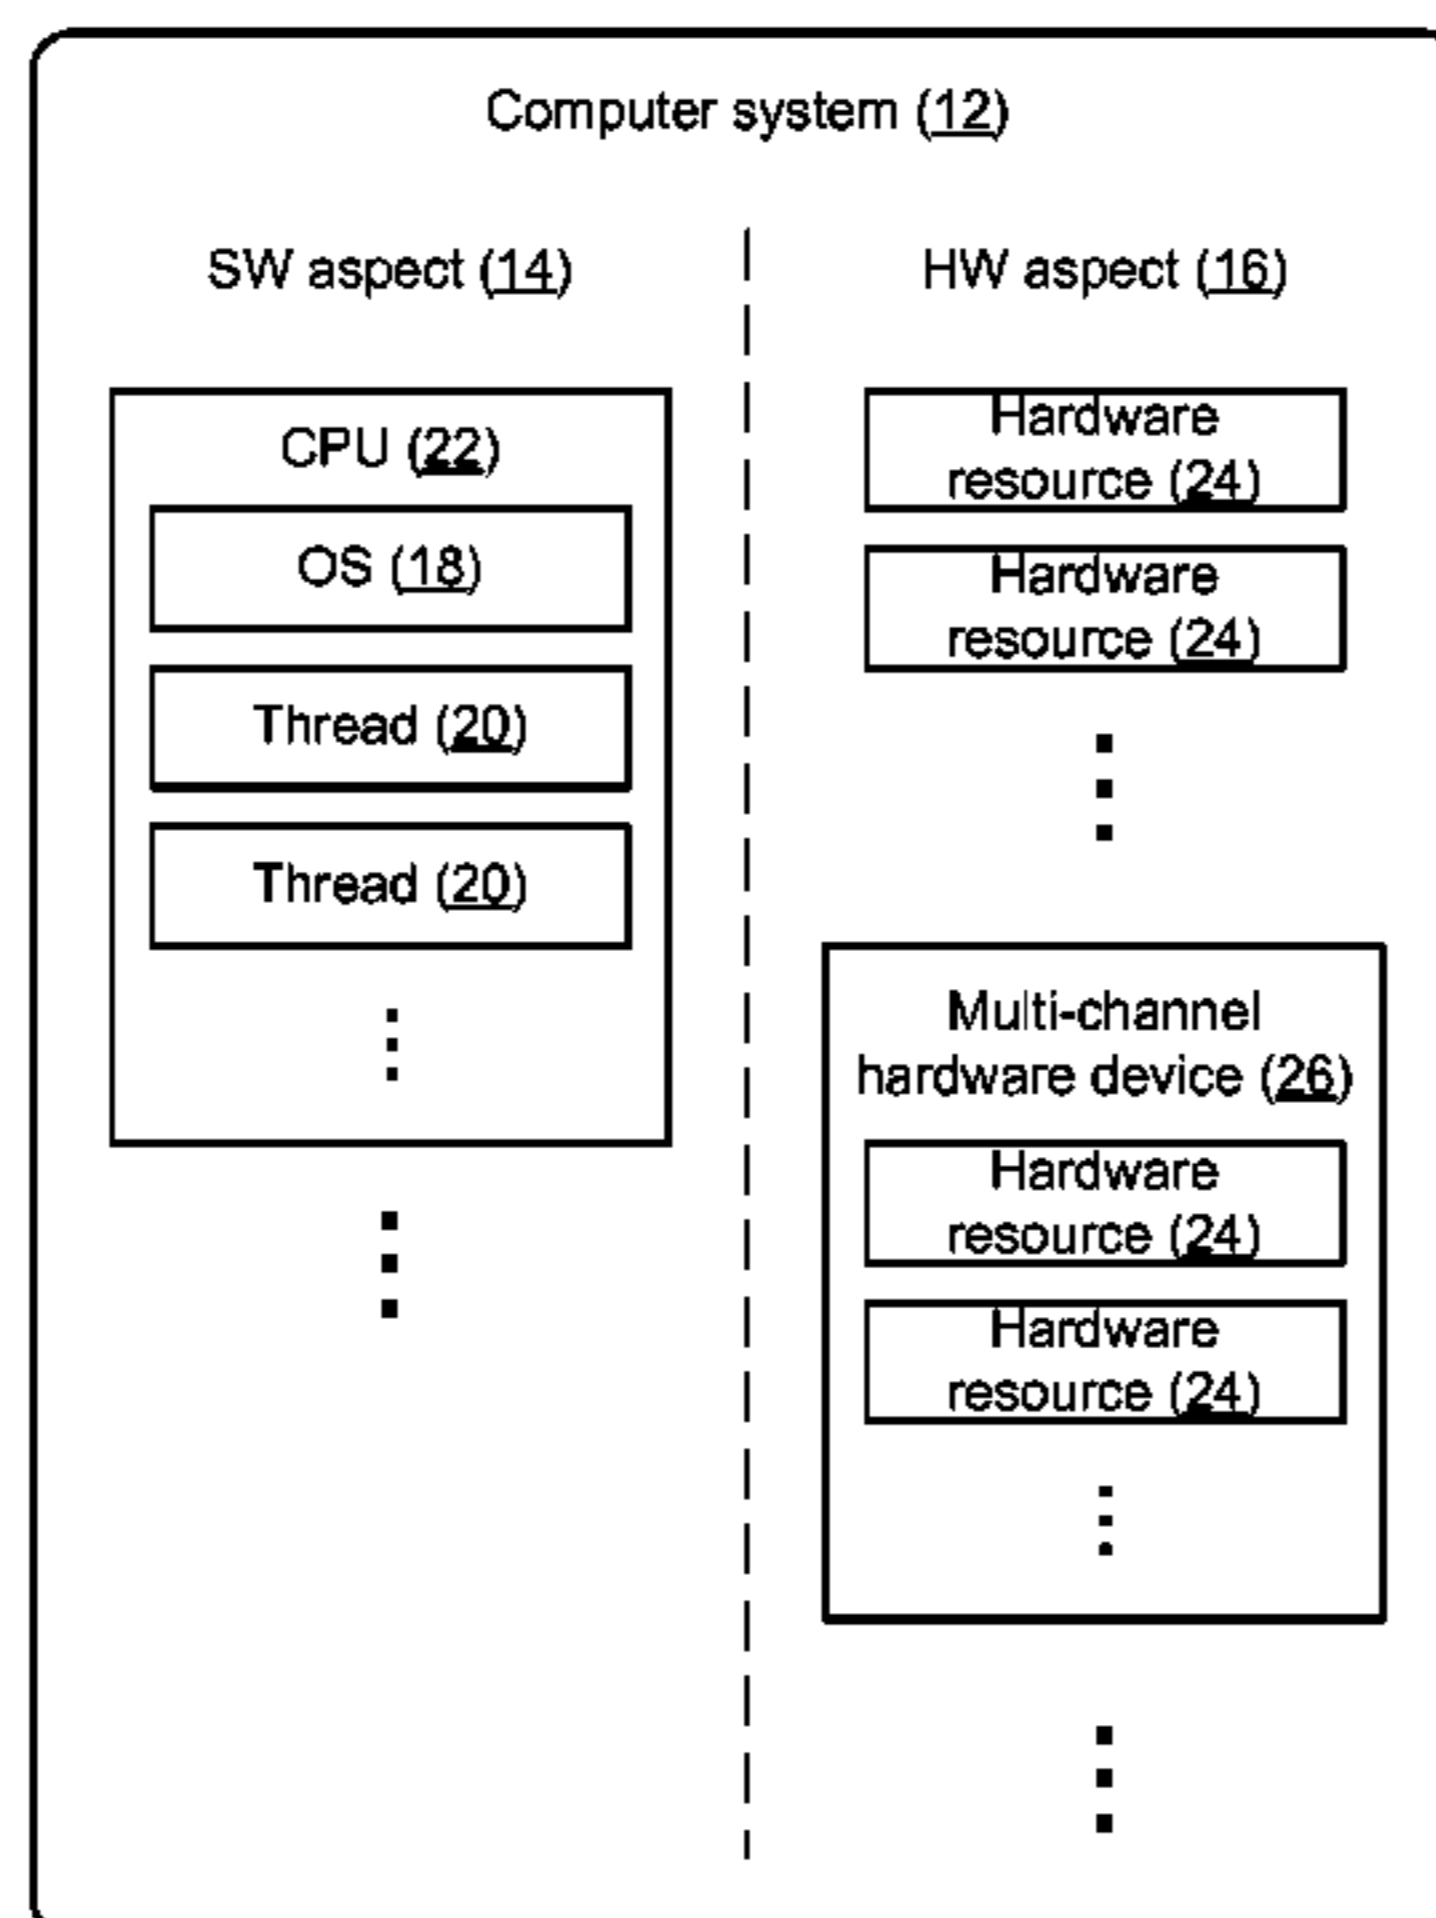 Computer system (12)
SW aspect (14)
CPU (22)
OS (18)
Thread (20)
Thread (20)
HW aspect (16)
Hardware
resource (24)
Hardware
resource (24)
Multi-channel
hardware device (26)
Hardware
resource (24)
Hardware
resource (24)